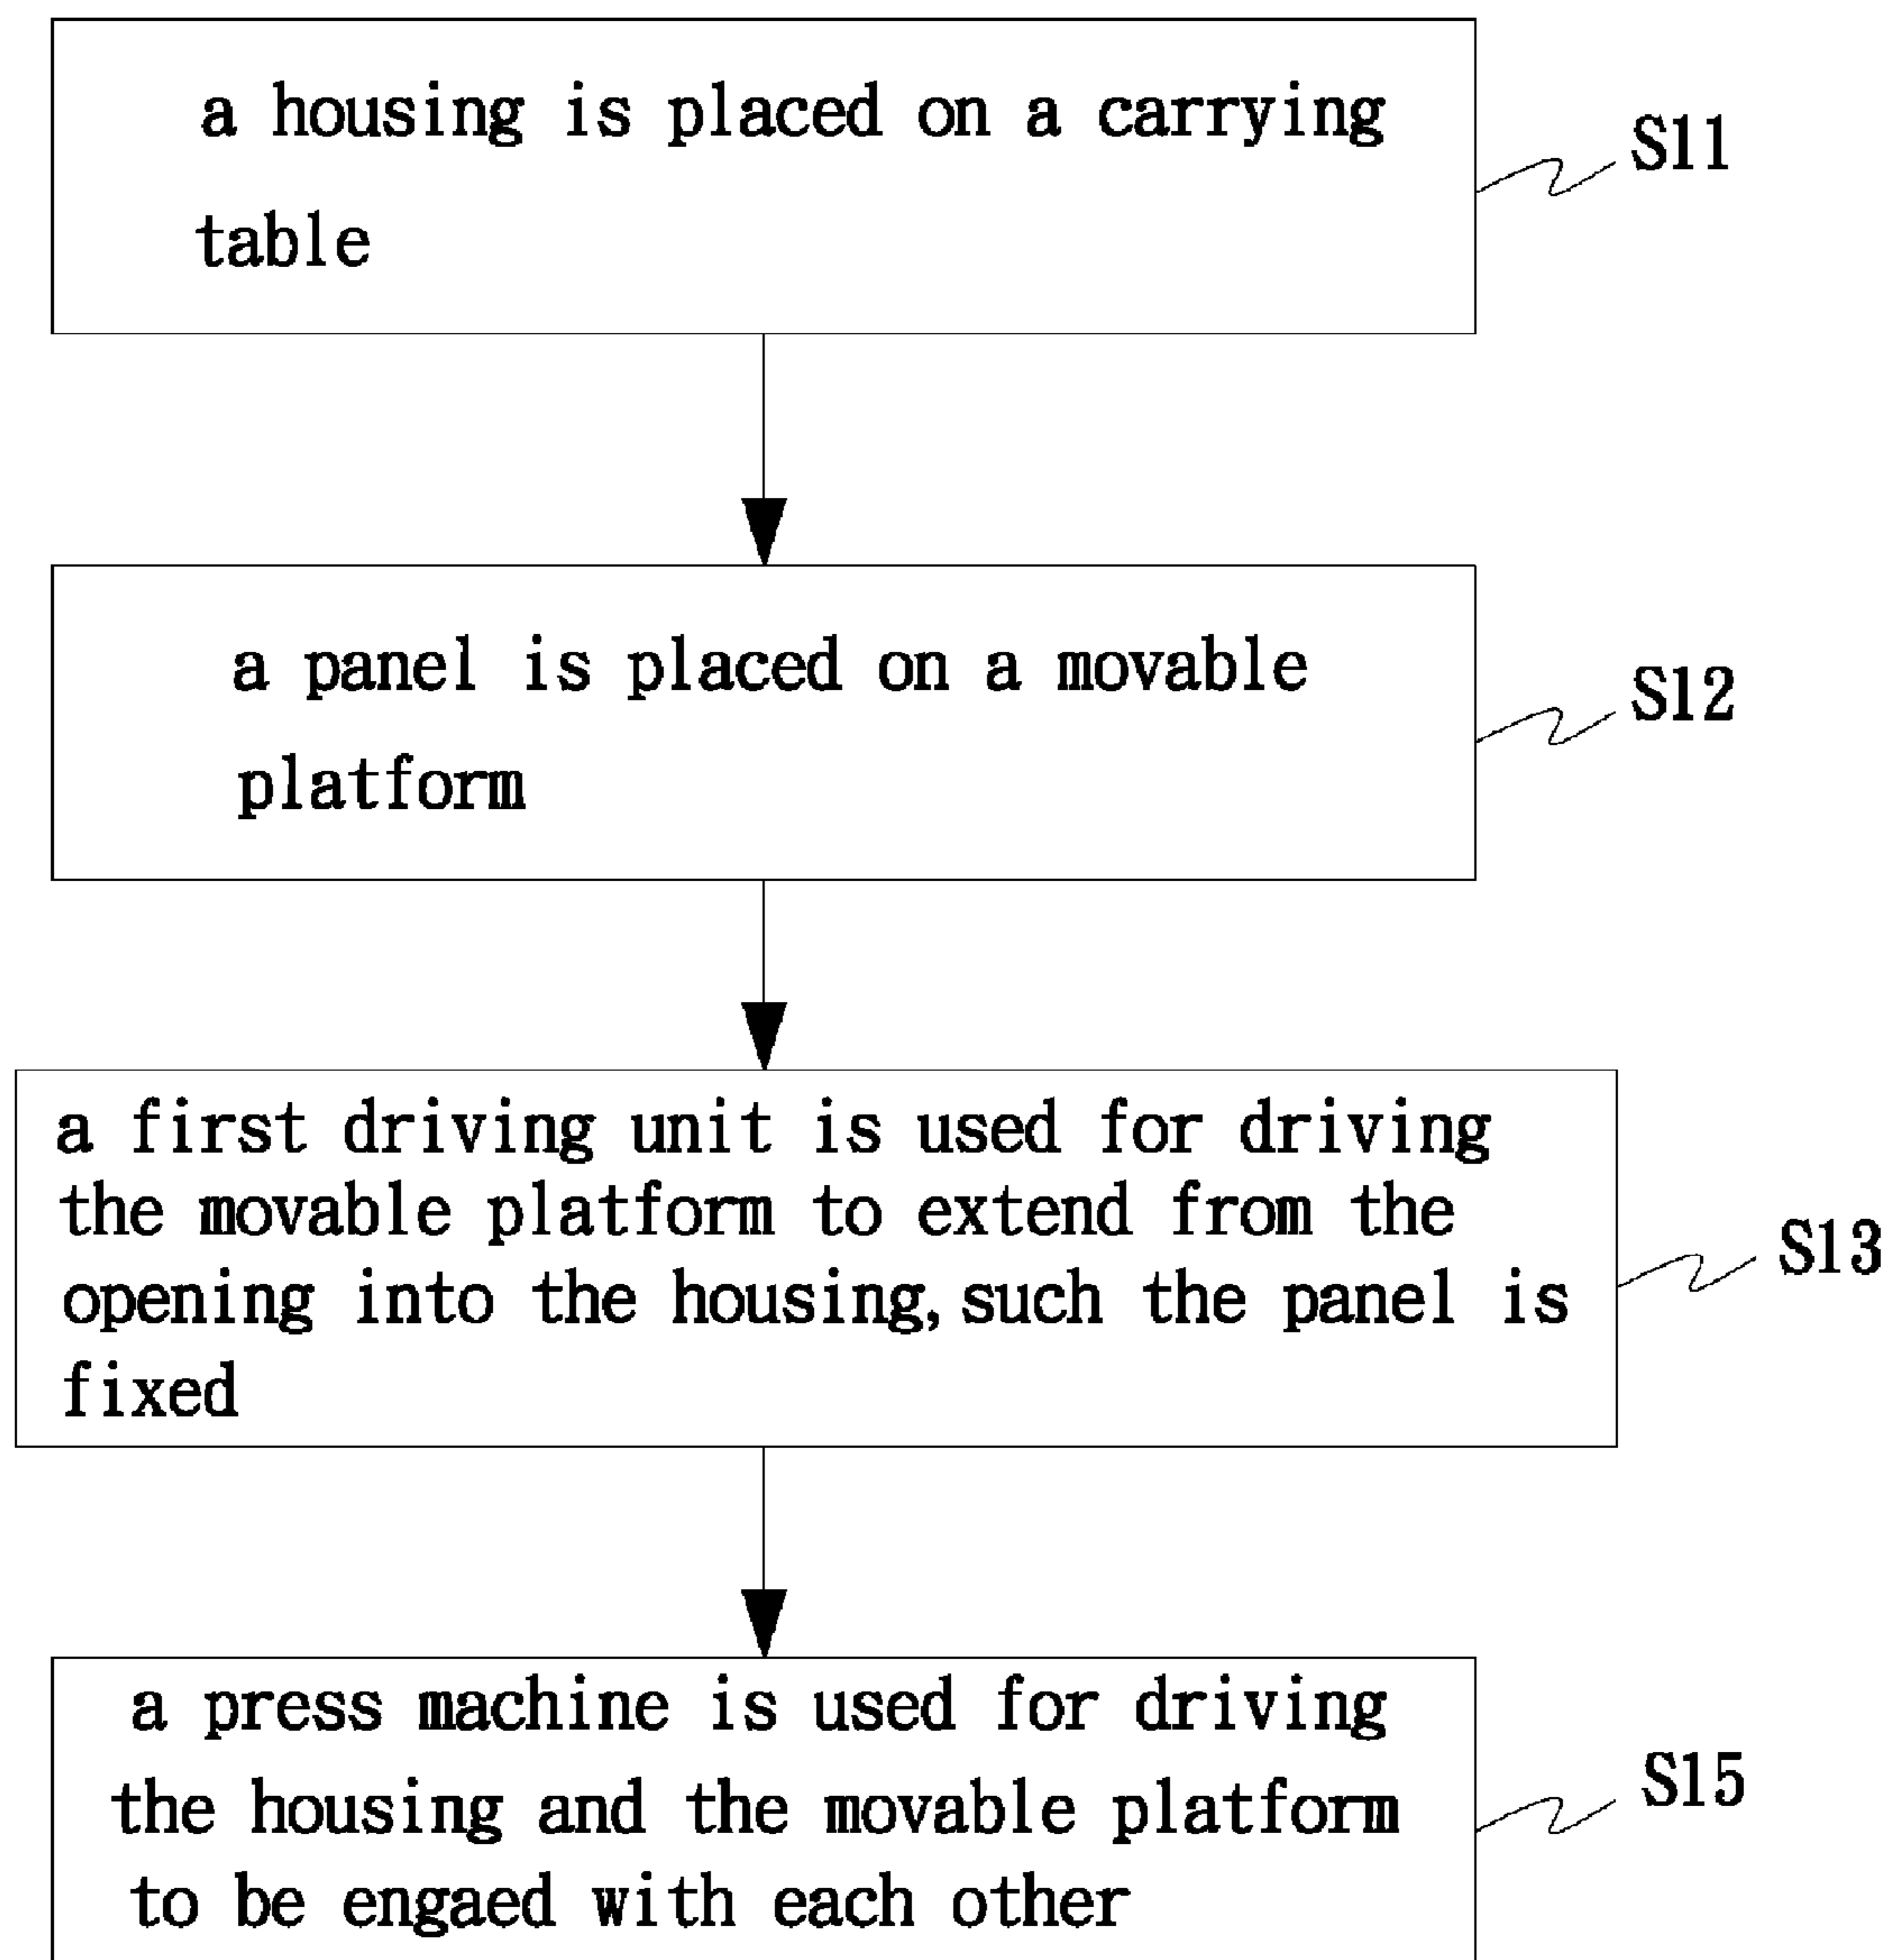 a housing is placed on a carrying
table
S11
a panel is placed on a movable
platform
S12
a first driving unit is used for driving
the movable platform to extend from the
opening into the housing, such the panel is
fixed
S13
a press machine is used for driving
the housing and the movable platform
to be engaed with each other
S15